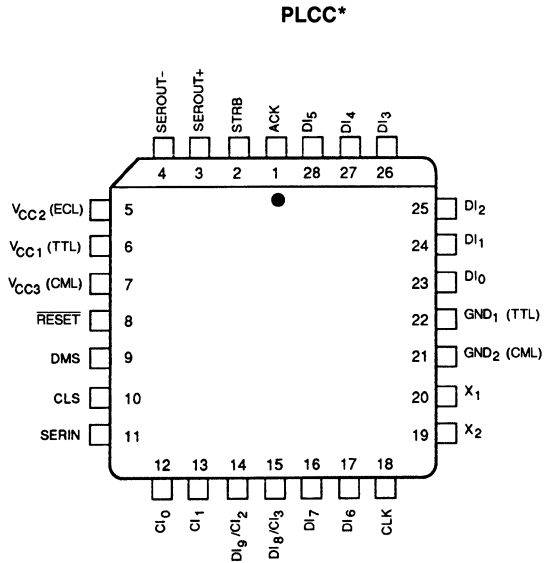 PLCC*
SEROUT-
SEROUT+
STRB
ACK
DI5
DI4
DI3
4 3 2 1 28 27 26
VCC2 (ECL) 5
VCC1 (TTL) 6
VCC3 (CML) 7
RESET 8
DMS 9
CLS 10
SERIN 11
25 DI2
24 DI1
23 DI0
22 GND1 (TTL)
21 GND2 (CML)
20 X1
19 X2
12 13 14 15 16 17 18
CI0
CI1
DI9/CI2
DI8/CI3
DI7
DI6
CLK